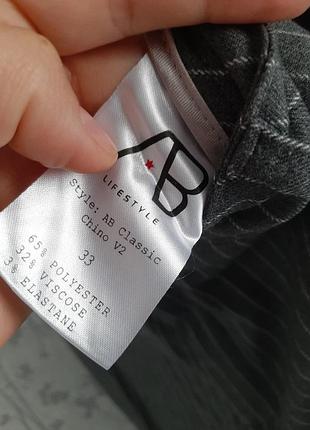 AB
LIFESTYLE
Style: AB Classic
Chino V2
33
65% POLYESTER
32% VISCOSE
3% ELASTANE